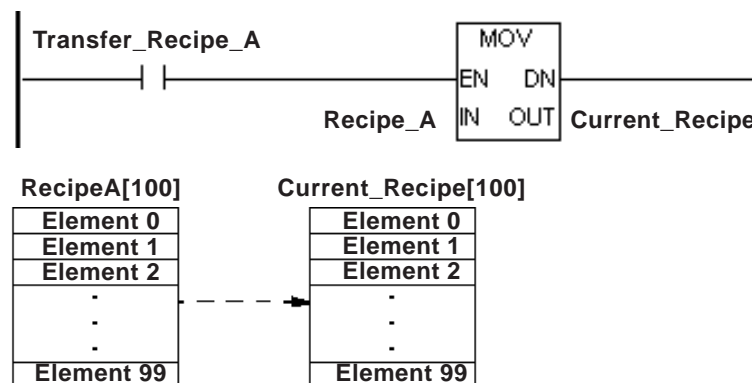 Transfer_Recipe_A
MOV
EN DN
Recipe_A IN OUT Current_Recipe
RecipeA[100] Current_Recipe[100]
Element 0 Element 0
Element 1 Element 1
Element 2 Element 2
Element 99 Element 99